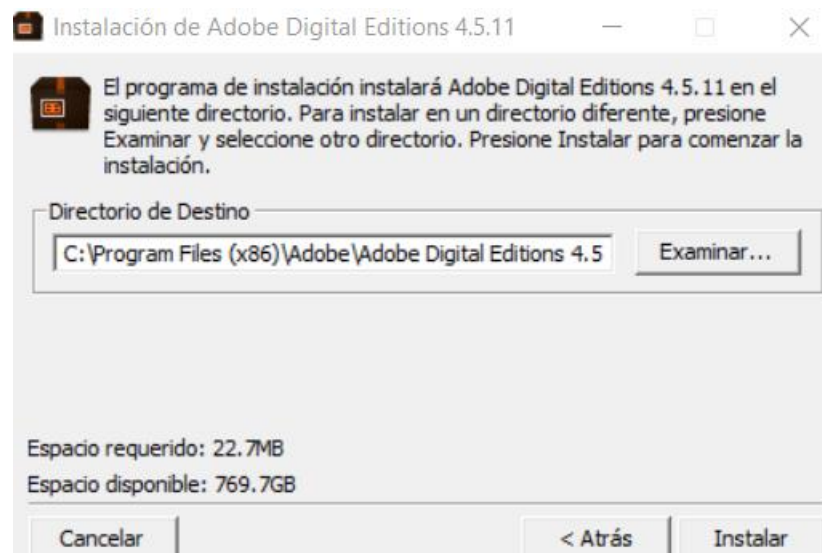 Instalación de Adobe Digital Editions 4.5.11
El programa de instalación instalará Adobe Digital Editions 4.5.11 en el
siguiente directorio. Para instalar en un directorio diferente, presione
Examinar y seleccione otro directorio. Presione Instalar para comenzar la
instalación.
Directorio de Destino
C:\Program Files (x86)\Adobe\Adobe Digital Editions 4.5
Examinar...
Espacio requerido: 22.7MB
Espacio disponible: 769.7GB
Cancelar
< Atrás
Instalar